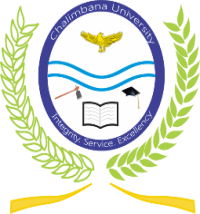 Chalimbana University
Integrity, Service, Excellency